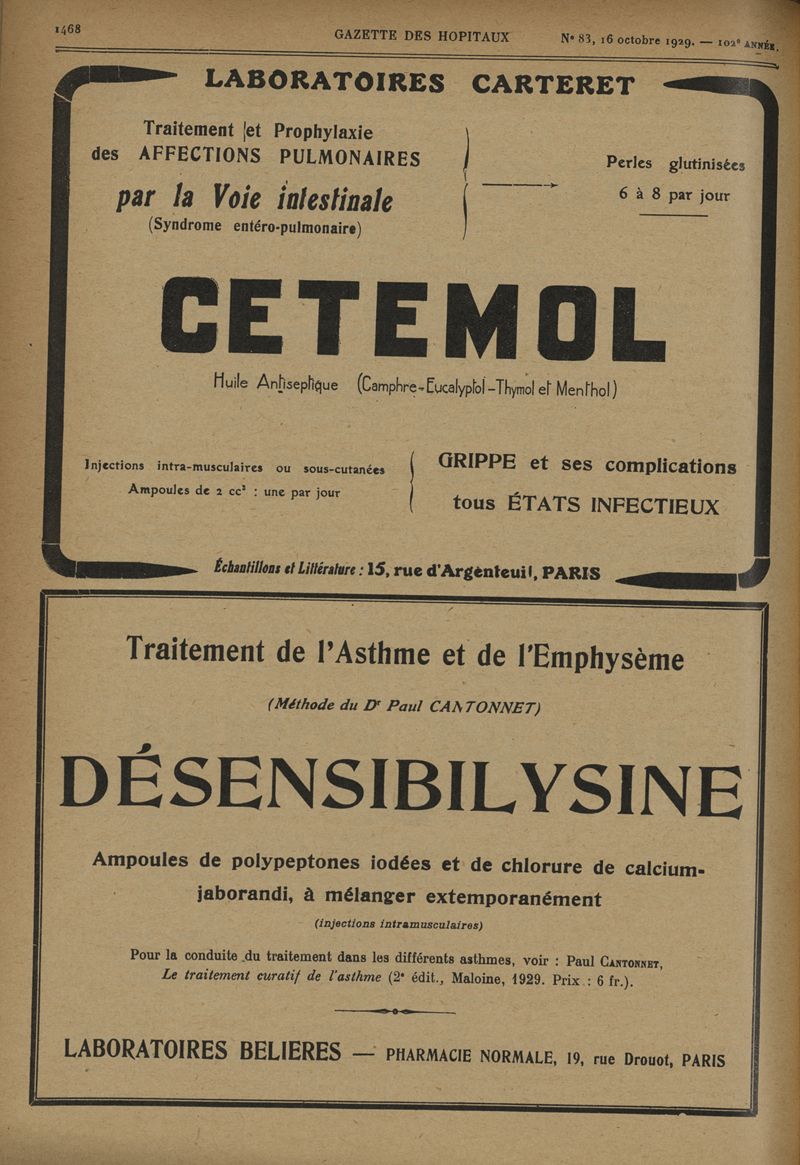 1468
GAZETTE DES HOPITAUX
N° 83, 16 octobre 1929. — 102e ANNÉE.
LABORATOIRES CARTERET
Traitement et Prophylaxie
des AFFECTIONS PULMONAIRES
par la Voie intestinale
(Syndrome entéro-pulmonaire)
Perles glutinisées
6 à 8 par jour
CETEMOL
Huile Antiseptique (Camphre-Eucalyptol-Thymol et Menthol)
Injections intra-musculaires ou sous-cutanées
Ampoules de 2 cc³ : une par jour
GRIPPE et ses complications
tous ÉTATS INFECTIEUX
Échantillons et Littérature : 15, rue d'Argenteuil, PARIS
Traitement de l'Asthme et de l'Emphysème
(Méthode du Dr Paul CANTONNET)
DÉSENSIBILYSINE
Ampoules de polypeptones iodées et de chlorure de calcium-
jaborandi, à mélanger extemporanément
(injections intramusculaires)
Pour la conduite du traitement dans les différents asthmes, voir : Paul CANTONNET,
Le traitement curatif de l'asthme (2e édit., Maloine, 1929. Prix : 6 fr.).
LABORATOIRES BELIERES — PHARMACIE NORMALE, 19, rue Drouot, PARIS